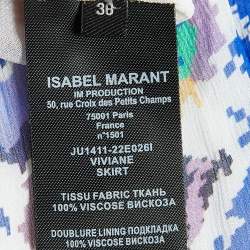 38
ISABEL MARANT
IM PRODUCTION
50, rue Croix des Petits Champs
75001 Paris
France
n°1501
JU1411-22E026I
VIVIANE
SKIRT
TISSU FABRIC ТКАНЬ
100% VISCOSE ВИСКОЗА
DOUBLURE LINING ПОДКЛАДКА
100% VISCOSE ВИСКОЗА